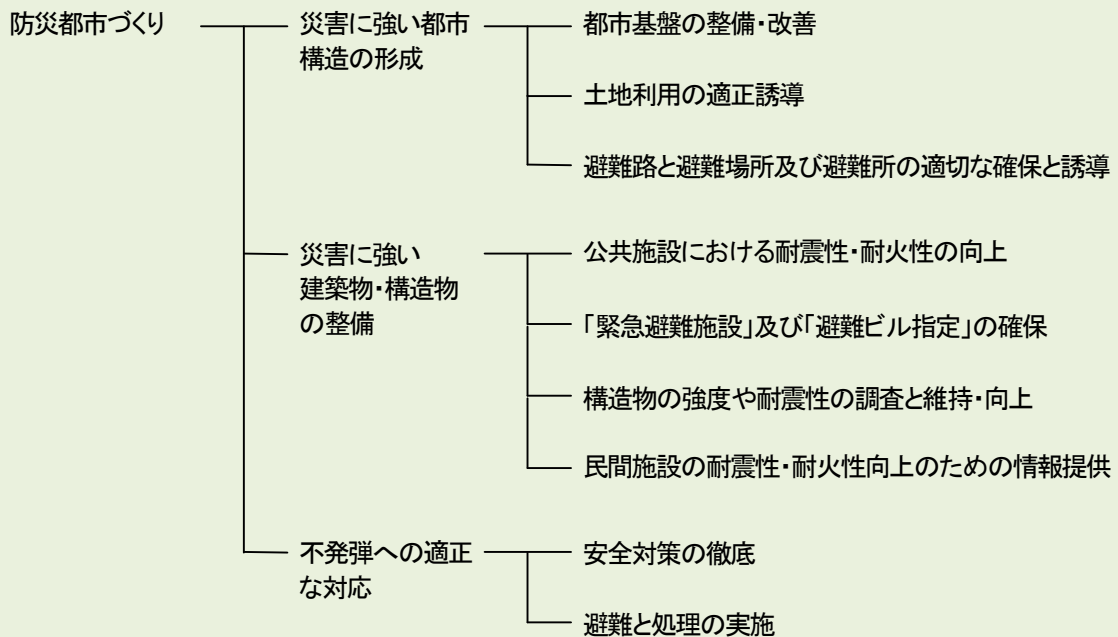 防災都市づくり
災害に強い都市
構造の形成
都市基盤の整備・改善
土地利用の適正誘導
避難路と避難場所及び避難所の適切な確保と誘導
災害に強い
建築物・構造物
の整備
公共施設における耐震性・耐火性の向上
「緊急避難施設」及び「避難ビル指定」の確保
構造物の強度や耐震性の調査と維持・向上
民間施設の耐震性・耐火性向上のための情報提供
不発弾への適正
な対応
安全対策の徹底
避難と処理の実施